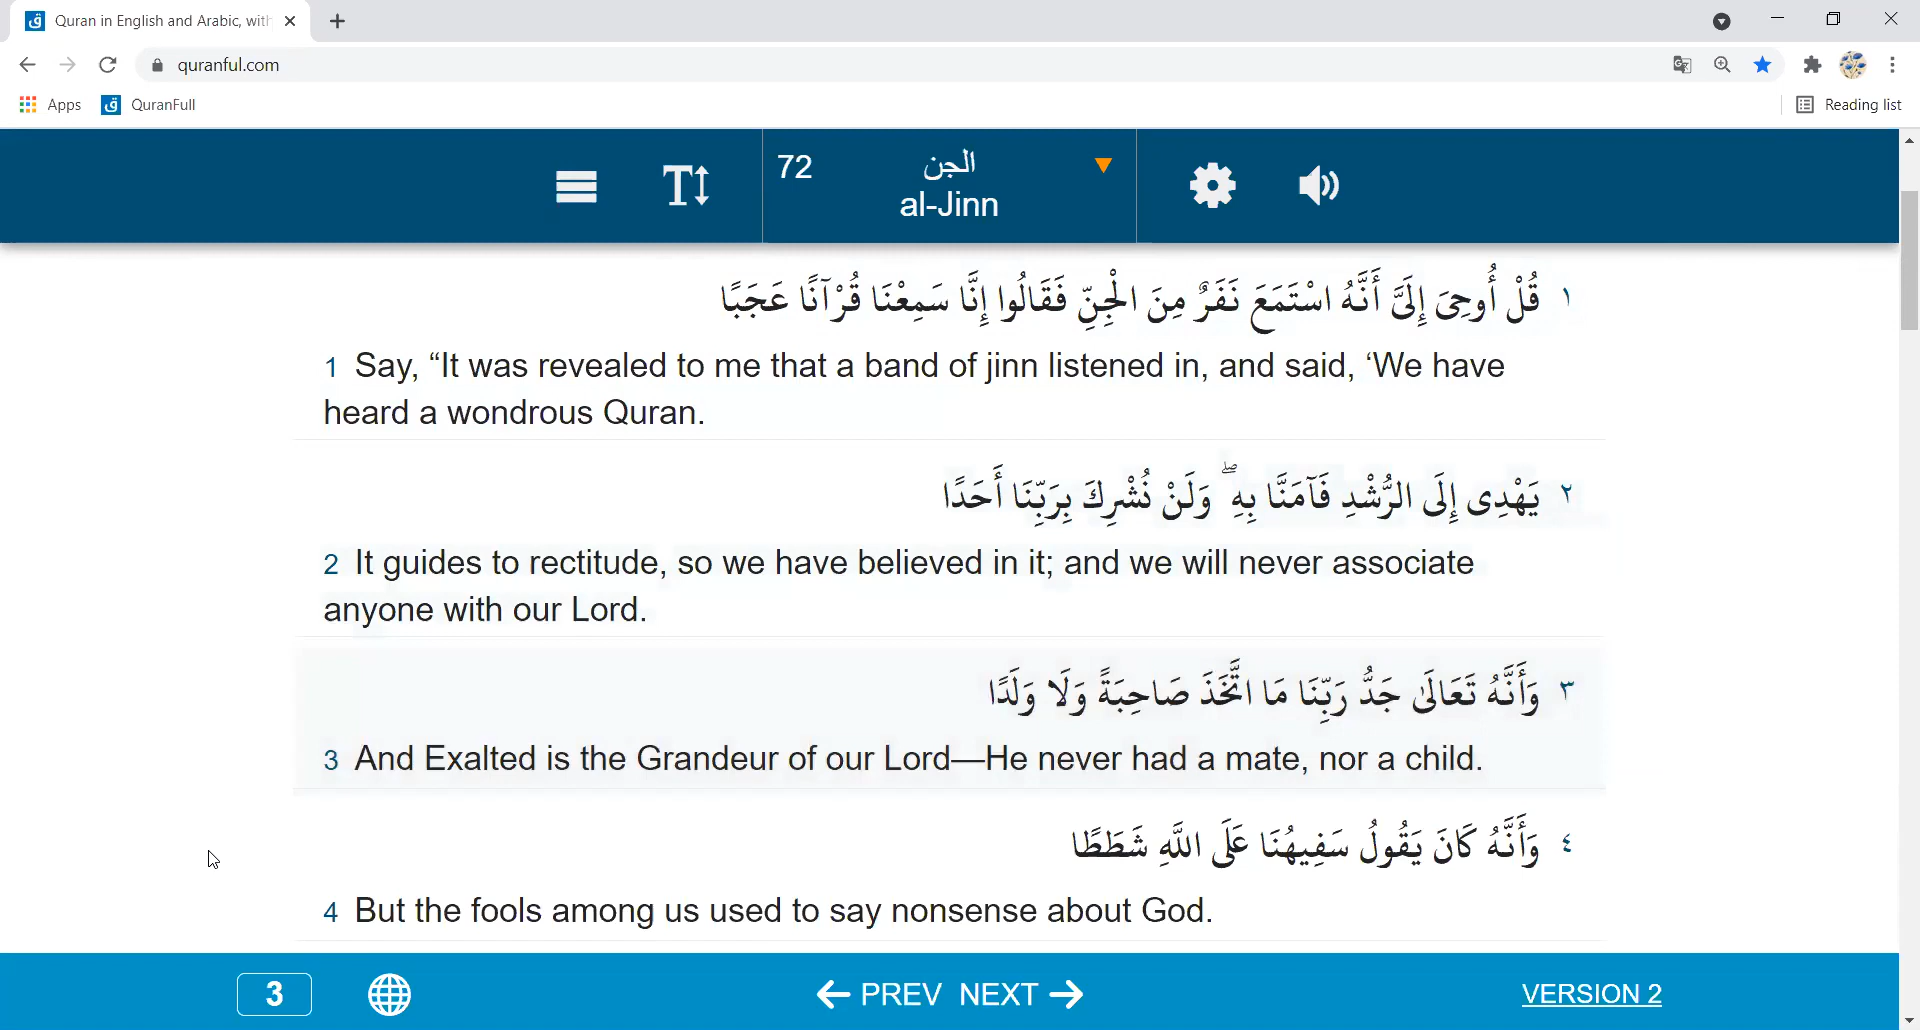 Quran in English and Arabic, with
quranful.com
Apps
QuranFull
Reading list
72
الجن
al-Jinn
١ قُلْ أُوحِيَ إِلَيَّ أَنَّهُ اسْتَمَعَ نَفَرٌ مِنَ الْجِنِّ فَقَالُوا إِنَّا سَمِعْنَا قُرْآنًا عَجَبًا
1 Say, “It was revealed to me that a band of jinn listened in, and said, ‘We have
heard a wondrous Quran.
٢ يَهْدِي إِلَى الرُّشْدِ فَآمَنَّا بِهِ ۖ وَلَنْ نُشْرِكَ بِرَبِّنَا أَحَدًا
2 It guides to rectitude, so we have believed in it; and we will never associate
anyone with our Lord.
٣ وَأَنَّهُ تَعَالَىٰ جَدُّ رَبِّنَا مَا اتَّخَذَ صَاحِبَةً وَلَا وَلَدًا
3 And Exalted is the Grandeur of our Lord—He never had a mate, nor a child.
٤ وَأَنَّهُ كَانَ يَقُولُ سَفِيهُنَا عَلَى اللَّهِ شَطَطًا
4 But the fools among us used to say nonsense about God.
3
PREV NEXT
VERSION 2